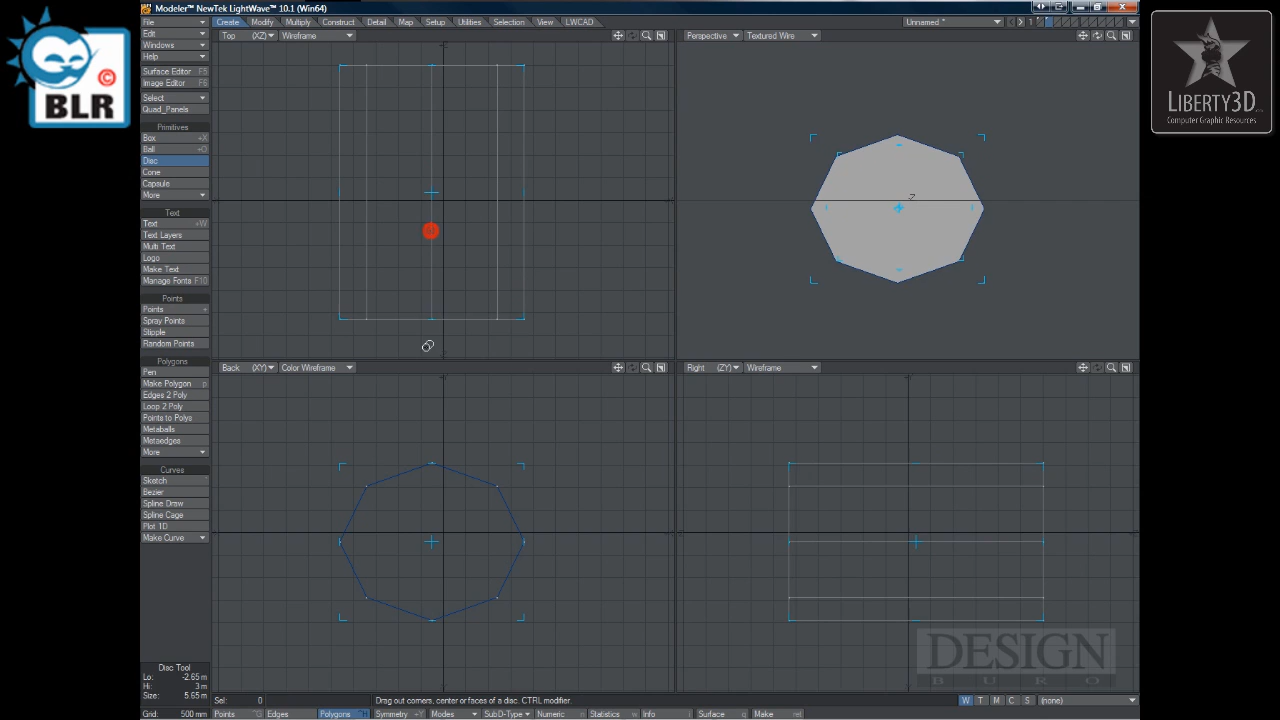 Modeler™ NewTek LightWave™ 10.1 (Win64)
File
Edit
Windows
Help
Surface Editor F5
Image Editor F6
Select
Quad_Panels
Primitives
Box +X
Ball +O
Disc
Cone
Capsule
More
Text
Text +W
Text Layers
Multi Text
Logo
Make Text
Manage Fonts F10
Points
Points +
Spray Points
Stipple
Random Points
Polygons
Pen
Make Polygon p
Edges 2 Poly
Loop 2 Poly
Points to Polys
Metaballs
Metaedges
More
Curves
Sketch
Bezier
Spline Draw
Spline Cage
Plot 1D
Make Curve
Disc Tool
Lo: -2.65 m
Hi: 3 m
Size: 5.65 m
Grid: 500 mm
Create Modify Multiply Construct Detail Map Setup Utilities Selection View LWCAD
Unnamed *
1
Top (XZ) Wireframe
Perspective Textured Wire
Z
Back (XY) Color Wireframe
Right (ZY) Wireframe
Sel: 0
Drag out corners, center or faces of a disc. CTRL modifier.
W T M C S (none)
Points Edges Polygons Symmetry +Y Modes SubD-Type Numeric n Statistics w Info i Surface q Make ret
BLR
©
LIBERTY3D
Computer Graphic Resources
DESIGN
BURO